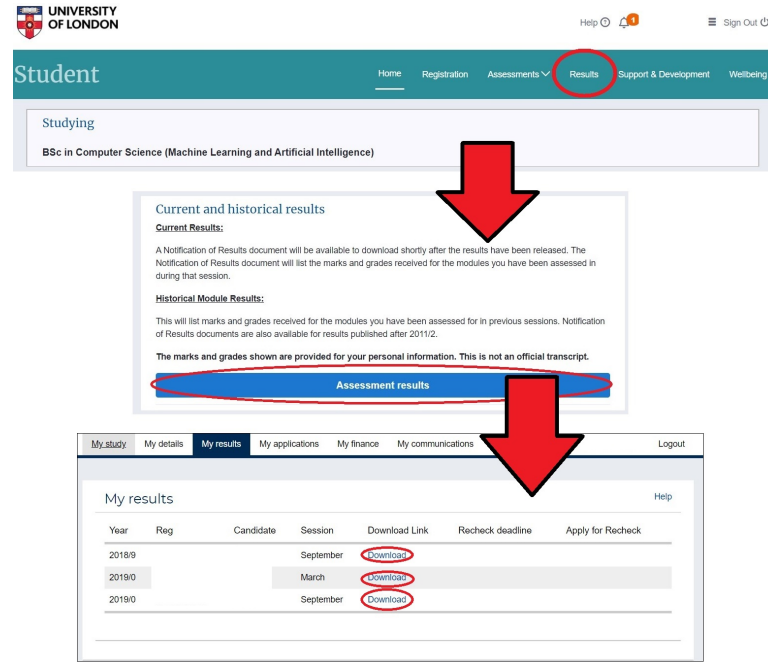 UNIVERSITY
OF LONDON
Help ? 1 Sign Out
Student Home Registration Assessments Results Support & Development Wellbeing
Studying
BSc in Computer Science (Machine Learning and Artificial Intelligence)
Current and historical results
Current Results:
A Notification of Results document will be available to download shortly after the results have been released. The
Notification of Results document will list the marks and grades received for the modules you have been assessed in
during that session.
Historical Module Results:
This will list marks and grades received for the modules you have been assessed for in previous sessions. Notification
of Results documents are also available for results published after 2011/2.
The marks and grades shown are provided for your personal information. This is not an official transcript.
Assessment results
My study My details My results My applications My finance My communications Logout
My results Help
Year Reg Candidate Session Download Link Recheck deadline Apply for Recheck
2018/9 September Download
2019/0 March Download
2019/0 September Download